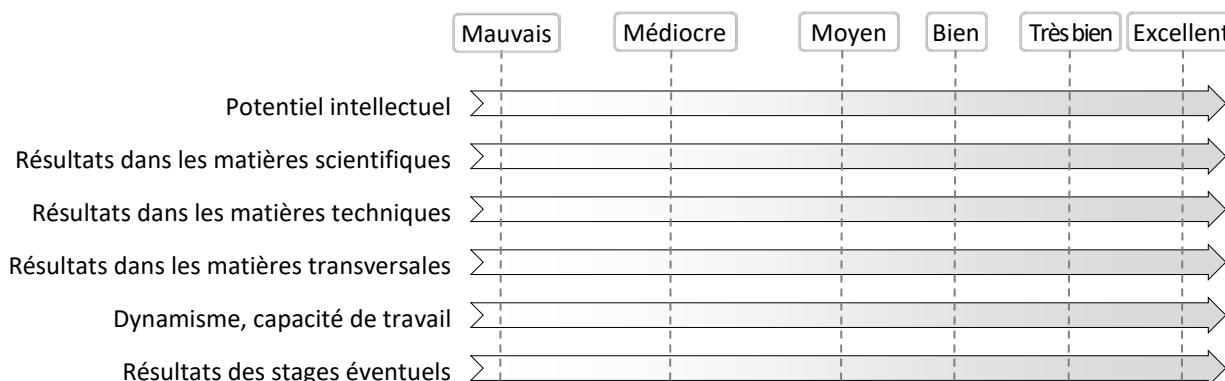 Mauvais Médiocre Moyen Bien Très bien Excellent
Potentiel intellectuel
Résultats dans les matières scientifiques
Résultats dans les matières techniques
Résultats dans les matières transversales
Dynamisme, capacité de travail
Résultats des stages éventuels